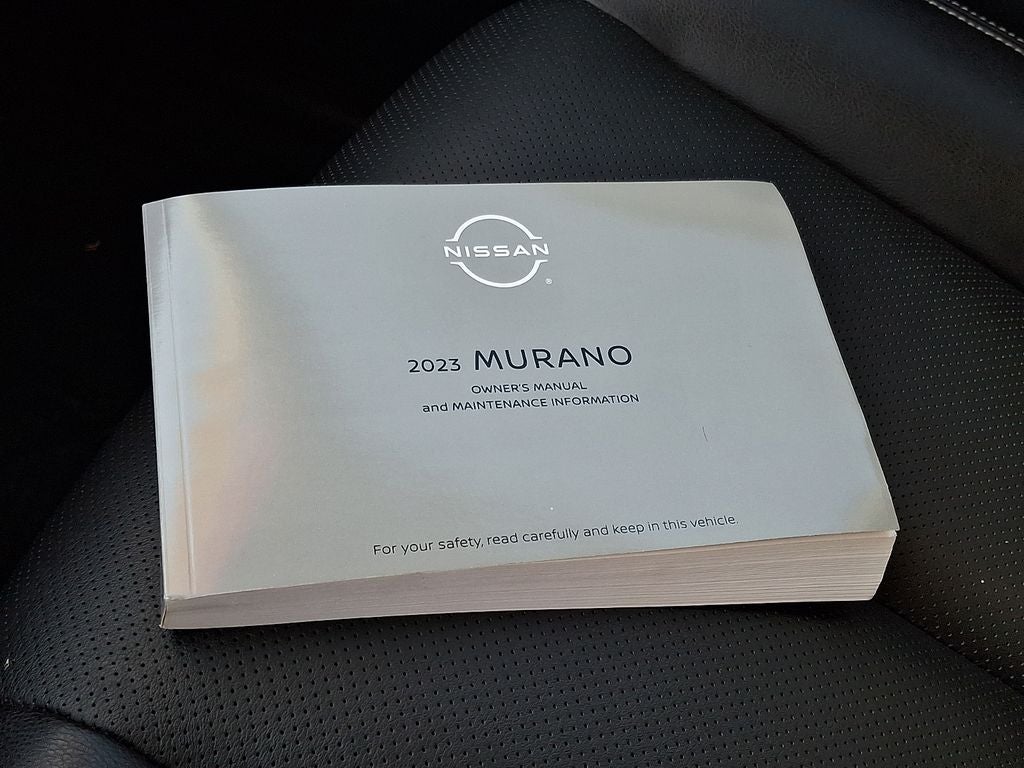 NISSAN
®
2023 MURANO
OWNER'S MANUAL
and MAINTENANCE INFORMATION
For your safety, read carefully and keep in this vehicle.